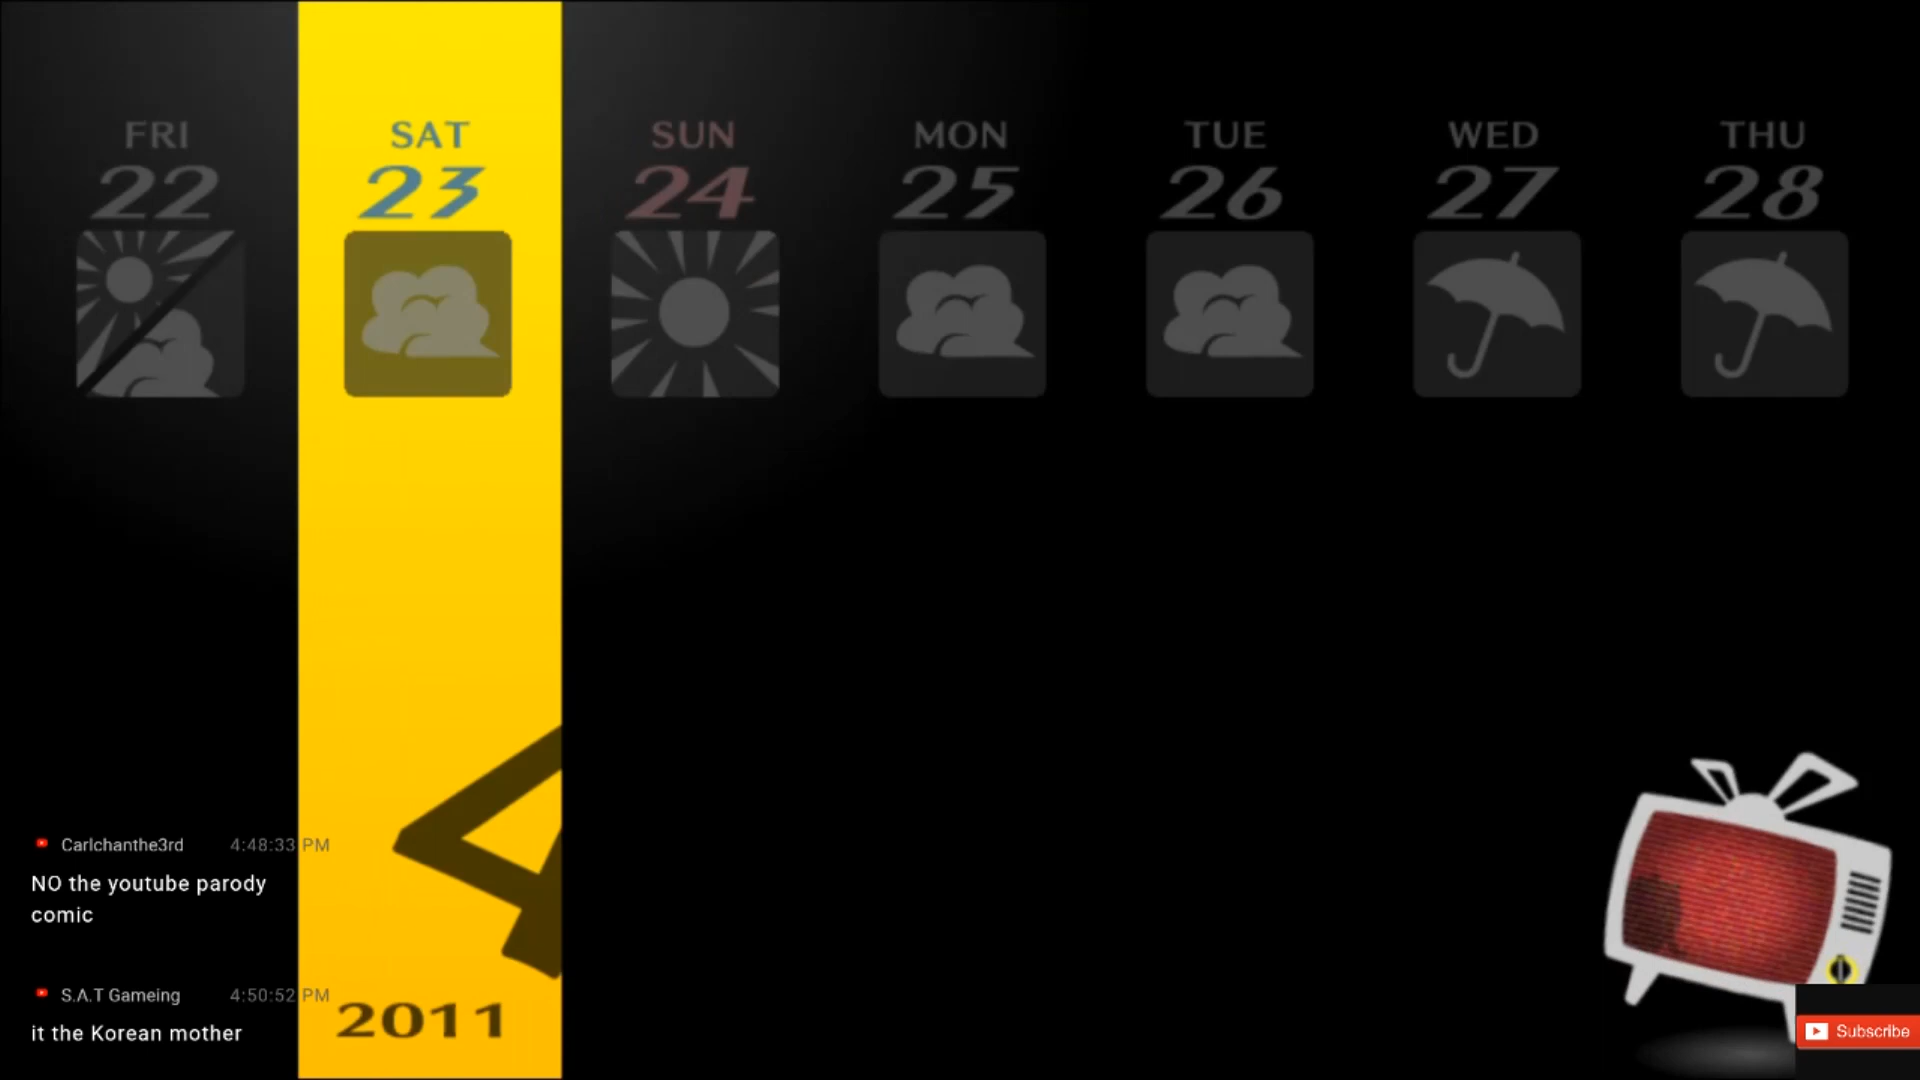 FRI SAT SUN MON TUE WED THU
22 23 24 25 26 27 28
4
Carlchanthe3rd 4:48:33 PM
NO the youtube parody
comic
S.A.T Gameing 4:50:52 PM
it the Korean mother
2011
Subscribe